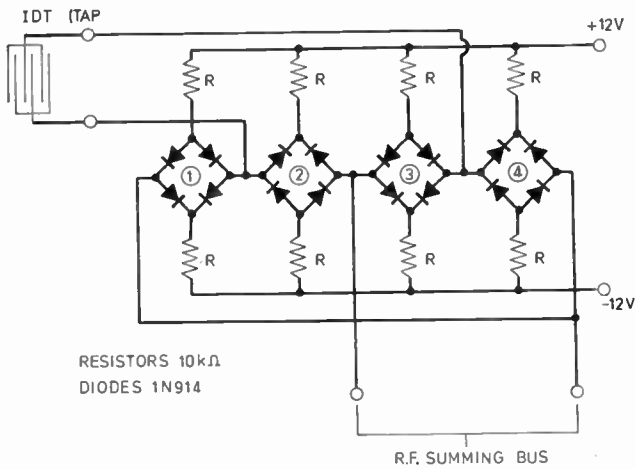 IDT (TAP
+12V
R
R
R
R
1
2
3
4
R
R
R
R
-12V
RESISTORS 10kΩ
DIODES 1N914
R.F. SUMMING BUS